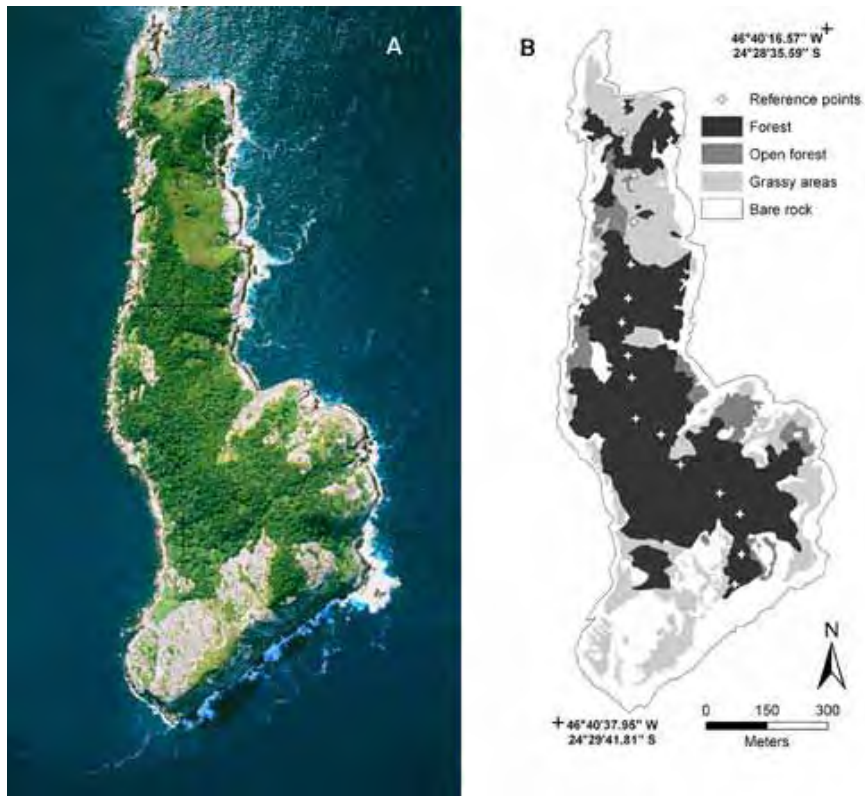 A
B
46°40'16.57" W
24°28'35.59" S
Reference points
Forest
Open forest
Grassy areas
Bare rock
N
46°40'37.95" W
24°29'41.81" S
0 150 300
Meters